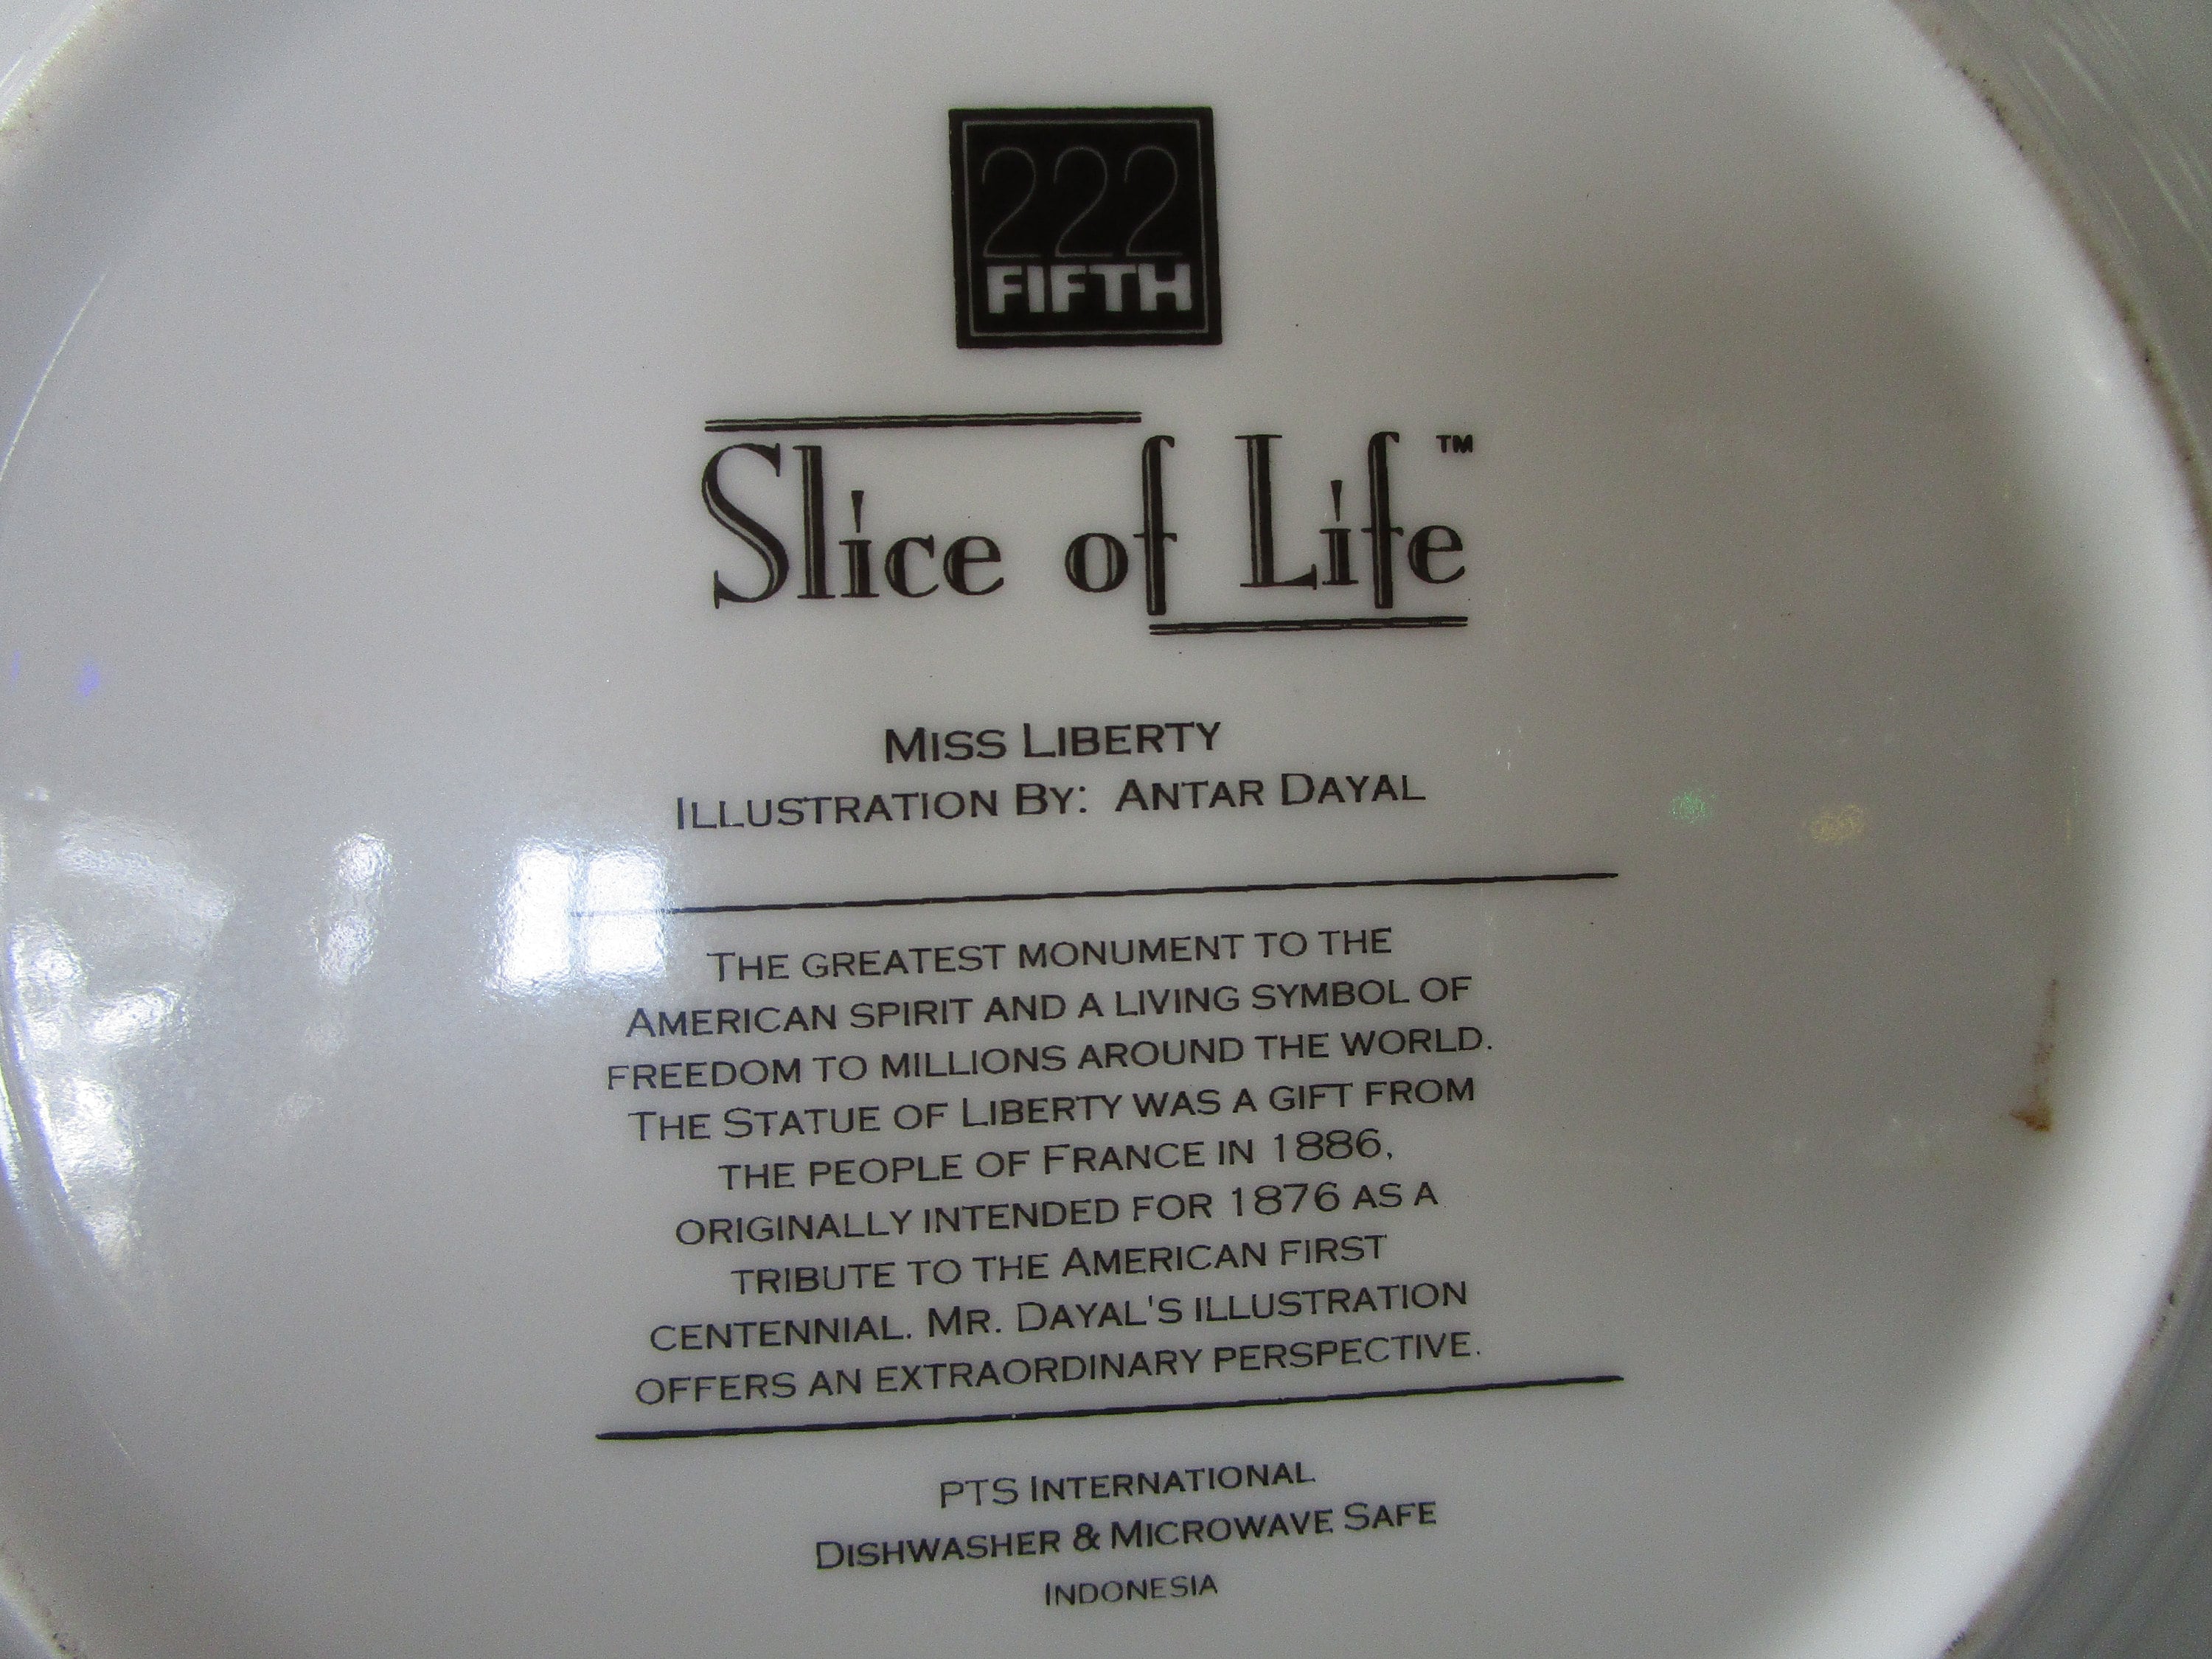 222
FIFTH
Slice of Life™
MISS LIBERTY
ILLUSTRATION BY: ANTAR DAYAL
THE GREATEST MONUMENT TO THE
AMERICAN SPIRIT AND A LIVING SYMBOL OF
FREEDOM TO MILLIONS AROUND THE WORLD.
THE STATUE OF LIBERTY WAS A GIFT FROM
THE PEOPLE OF FRANCE IN 1886,
ORIGINALLY INTENDED FOR 1876 AS A
TRIBUTE TO THE AMERICAN FIRST
CENTENNIAL. MR. DAYAL'S ILLUSTRATION
OFFERS AN EXTRAORDINARY PERSPECTIVE.
PTS INTERNATIONAL
DISHWASHER & MICROWAVE SAFE
INDONESIA